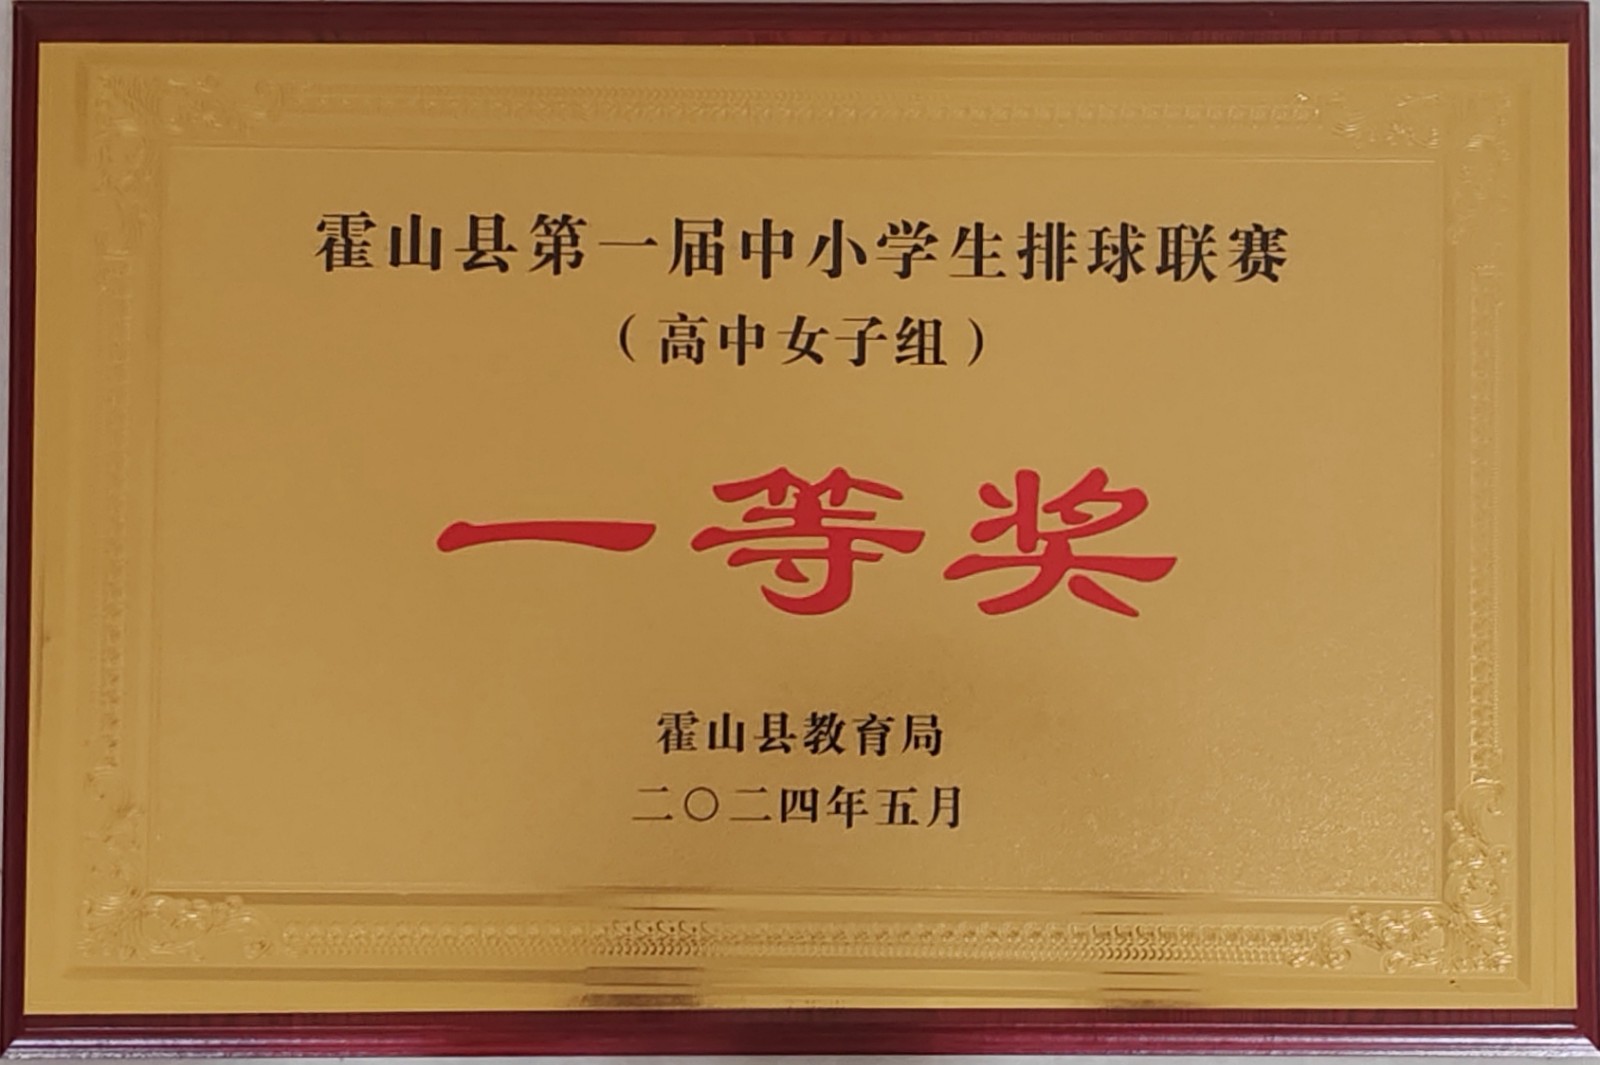 霍山县第一届中小学生排球联赛
（高中女子组）
一等奖
霍山县教育局
二〇二四年五月